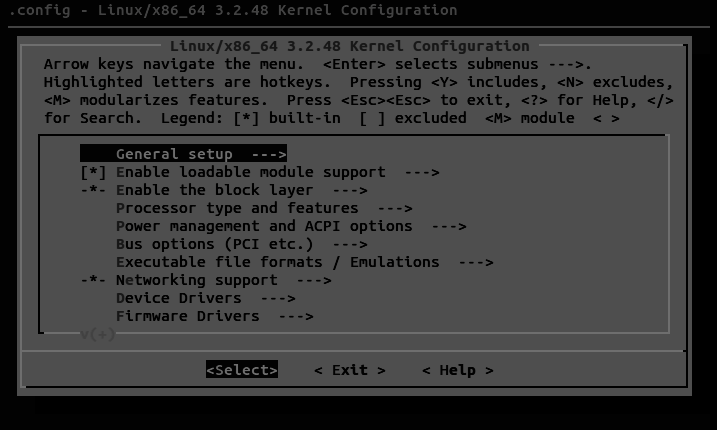 .config - Linux/x86_64 3.2.48 Kernel Configuration
Linux/x86_64 3.2.48 Kernel Configuration
Arrow keys navigate the menu.  <Enter> selects submenus --->.
Highlighted letters are hotkeys.  Pressing <Y> includes, <N> excludes,
<M> modularizes features.  Press <Esc><Esc> to exit, <?> for Help, </>
for Search.  Legend: [*] built-in  [ ] excluded  <M> module  < >
General setup  --->
[*] Enable loadable module support  --->
-*- Enable the block layer  --->
Processor type and features  --->
Power management and ACPI options  --->
Bus options (PCI etc.)  --->
Executable file formats / Emulations  --->
-*- Networking support  --->
Device Drivers  --->
Firmware Drivers  --->
v(+)
<Select>    < Exit >    < Help >